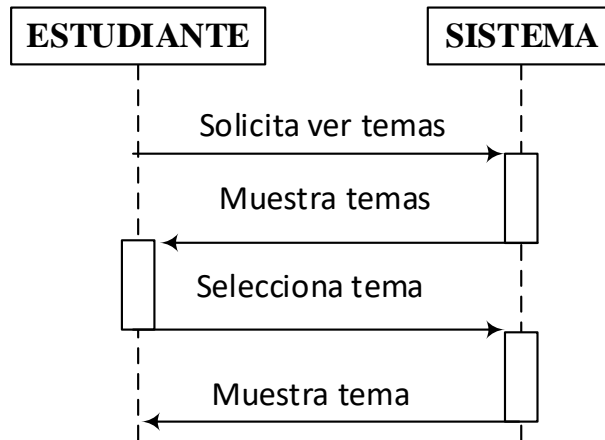 ESTUDIANTE
SISTEMA
Solicita ver temas
Muestra temas
Selecciona tema
Muestra tema